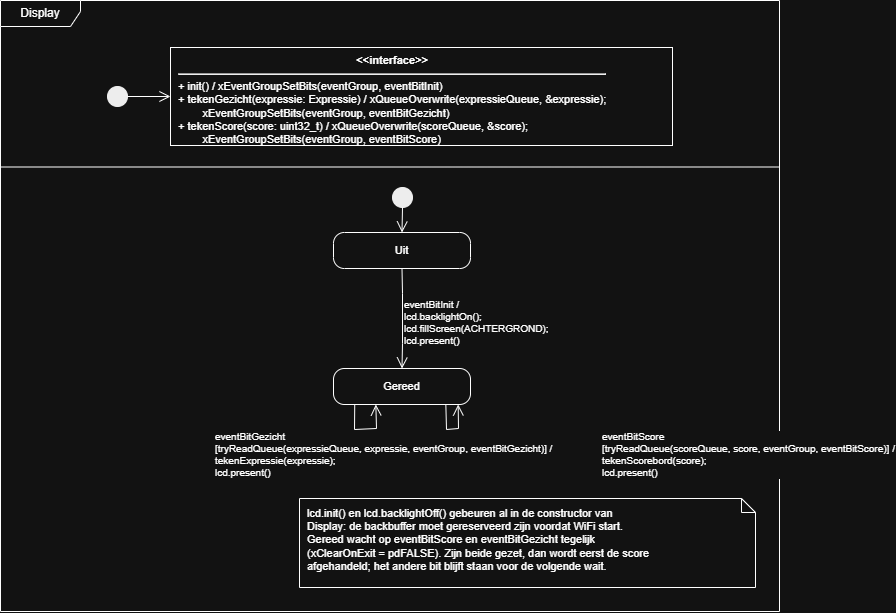 Display
<<interface>>
+ init() / xEventGroupSetBits(eventGroup, eventBitInit)
+ tekenGezicht(expressie: Expressie) / xQueueOverwrite(expressieQueue, &expressie);
xEventGroupSetBits(eventGroup, eventBitGezicht)
+ tekenScore(score: uint32_t) / xQueueOverwrite(scoreQueue, &score);
xEventGroupSetBits(eventGroup, eventBitScore)
Uit
eventBitInit /
lcd.backlightOn();
lcd.fillScreen(ACHTERGROND);
lcd.present()
Gereed
eventBitGezicht
[tryReadQueue(expressieQueue, expressie, eventGroup, eventBitGezicht)] /
tekenExpressie(expressie);
lcd.present()
eventBitScore
[tryReadQueue(scoreQueue, score, eventGroup, eventBitScore)] /
tekenScorebord(score);
lcd.present()
lcd.init() en lcd.backlightOff() gebeuren al in de constructor van
Display: de backbuffer moet gereserveerd zijn voordat WiFi start.
Gereed wacht op eventBitScore en eventBitGezicht tegelijk
(xClearOnExit = pdFALSE). Zijn beide gezet, dan wordt eerst de score
afgehandeld; het andere bit blijft staan voor de volgende wait.